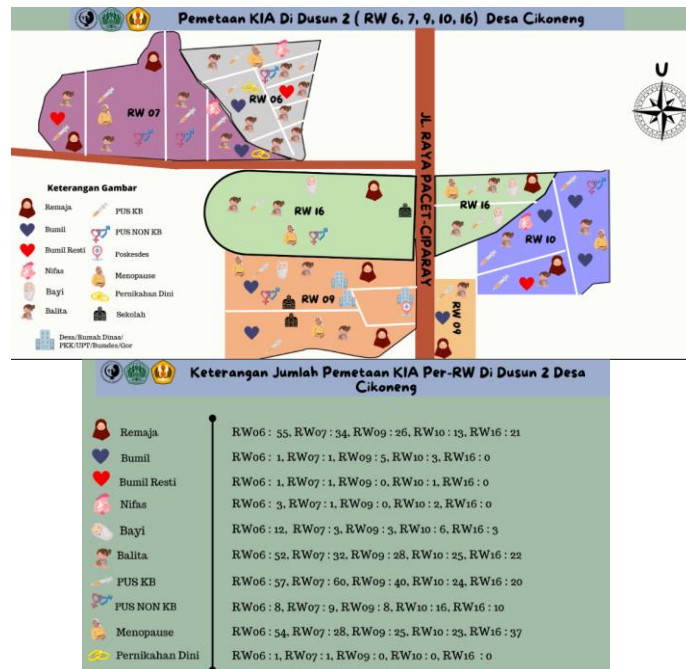 Pemetaan KIA Di Dusun 2 ( RW 6, 7, 9, 10, 16) Desa Cikoneng
U
RW 06
RW 07
JL. RAYA PACET-CIPARAY
Keterangan Gambar
Remaja
PUS KB
Bumil
PUS NON KB
Bumil Resti
Poskesdes
Nifas
Menopause
Bayi
Pernikahan Dini
Balita
Sekolah
Desa/Rumah Dinas/
PKK/UPT/Bumdes/Gor
RW 16
RW 16
RW 10
RW 09
RW 09
Keterangan Jumlah Pemetaan KIA Per-RW Di Dusun 2 Desa
Cikoneng
Remaja RW06 : 55, RW07 : 34, RW09 : 26, RW10 : 13, RW16 : 21
Bumil RW06 : 1, RW07 : 1, RW09 : 5, RW10 : 3, RW16 : 0
Bumil Resti RW06 : 1, RW07 : 1, RW09 : 0, RW10 : 1, RW16 : 0
Nifas RW06 : 3, RW07 : 1, RW09 : 0, RW10 : 2, RW16 : 0
Bayi RW06 : 12, RW07 : 3, RW09 : 3, RW10 : 6, RW16 : 3
Balita RW06 : 52, RW07 : 32, RW09 : 28, RW10 : 25, RW16 : 22
PUS KB RW06 : 57, RW07 : 60, RW09 : 40, RW10 : 24, RW16 : 20
PUS NON KB RW06 : 8, RW07 : 9, RW09 : 8, RW10 : 16, RW16 : 10
Menopause RW06 : 54, RW07 : 28, RW09 : 25, RW10 : 23, RW16 : 37
Pernikahan Dini RW06 : 1, RW07 : 1, RW09 : 0, RW10 : 0, RW16 : 0